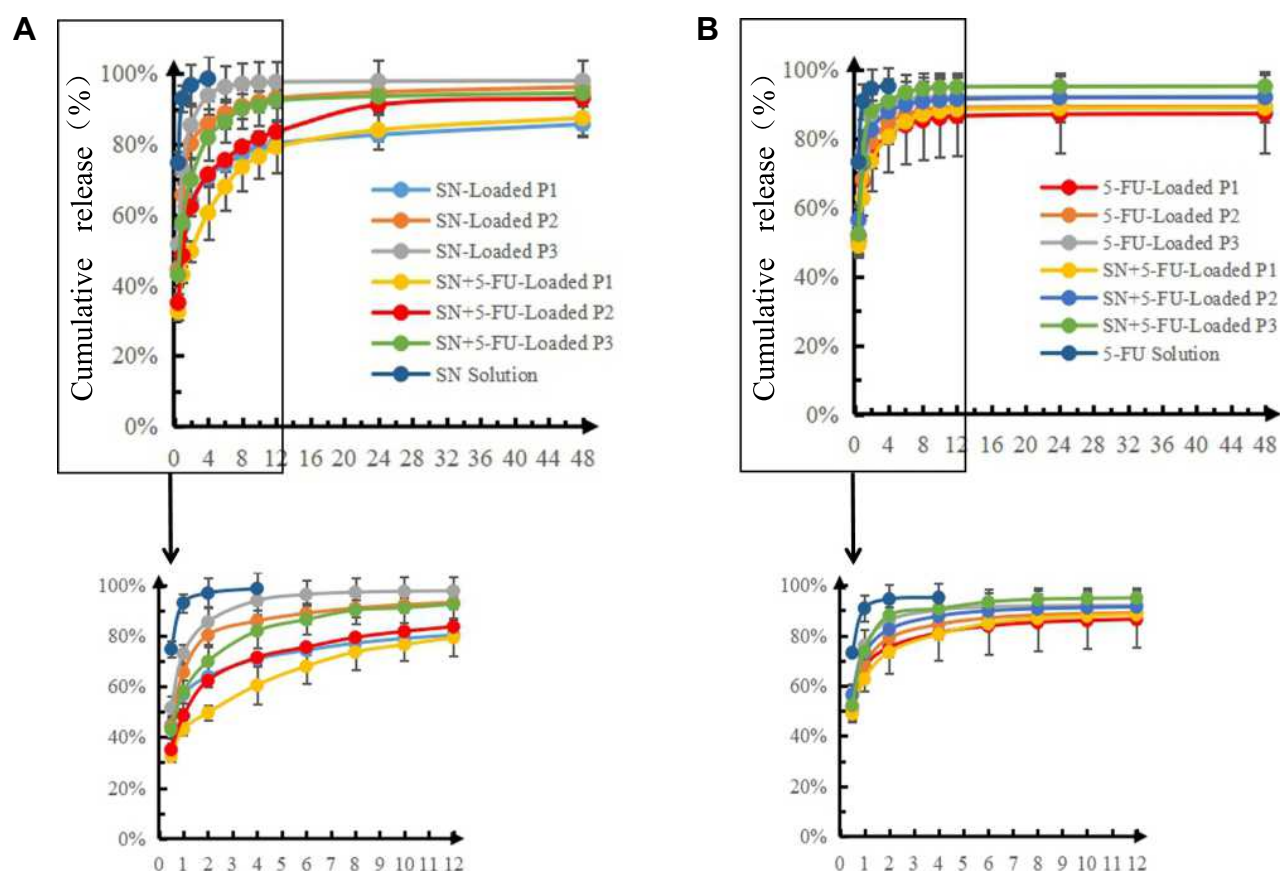 A
Cumulative release（%）
100%
80%
60%
40%
20%
0%
SN-Loaded P1
SN-Loaded P2
SN-Loaded P3
SN+5-FU-Loaded P1
SN+5-FU-Loaded P2
SN+5-FU-Loaded P3
SN Solution
0 4 8 12 16 20 24 28 32 36 40 44 48
100%
80%
60%
40%
20%
0%
0 1 2 3 4 5 6 7 8 9 10 11 12
B
Cumulative release（%）
100%
80%
60%
40%
20%
0%
5-FU-Loaded P1
5-FU-Loaded P2
5-FU-Loaded P3
SN+5-FU-Loaded P1
SN+5-FU-Loaded P2
SN+5-FU-Loaded P3
5-FU Solution
0 4 8 12 16 20 24 28 32 36 40 44 48
100%
80%
60%
40%
20%
0%
0 1 2 3 4 5 6 7 8 9 10 11 12